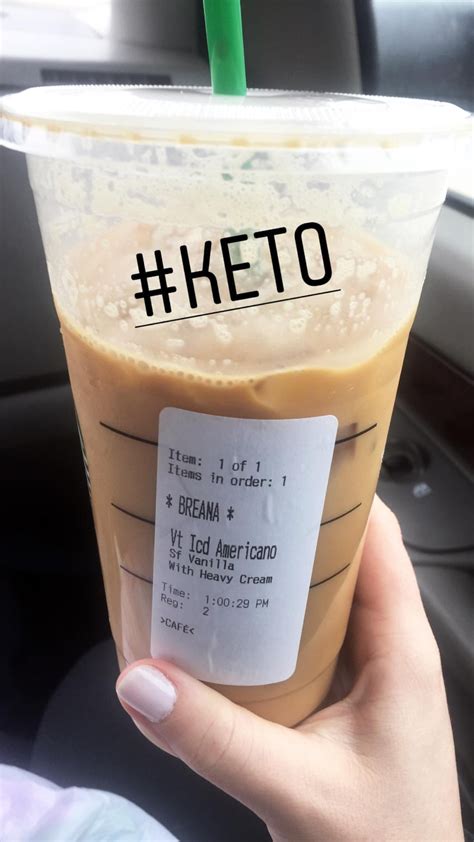 #KETO
Item: 1 of 1
Items in order: 1
* BREANA *
Vt Icd Americano
Sf Vanilla
With Heavy Cream
Time: 1:00:29 PM
Reg: 2
>CAFÉ<